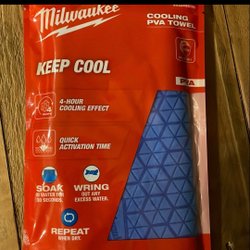 Milwaukee
COOLING
PVA TOWEL
KEEP COOL
PVA
4-HOUR
COOLING EFFECT
QUICK
ACTIVATION TIME
SOAK
IN WATER FOR
30 SECONDS.
WRING
OUT ANY
EXCESS WATER.
REPEAT
WHEN DRY.